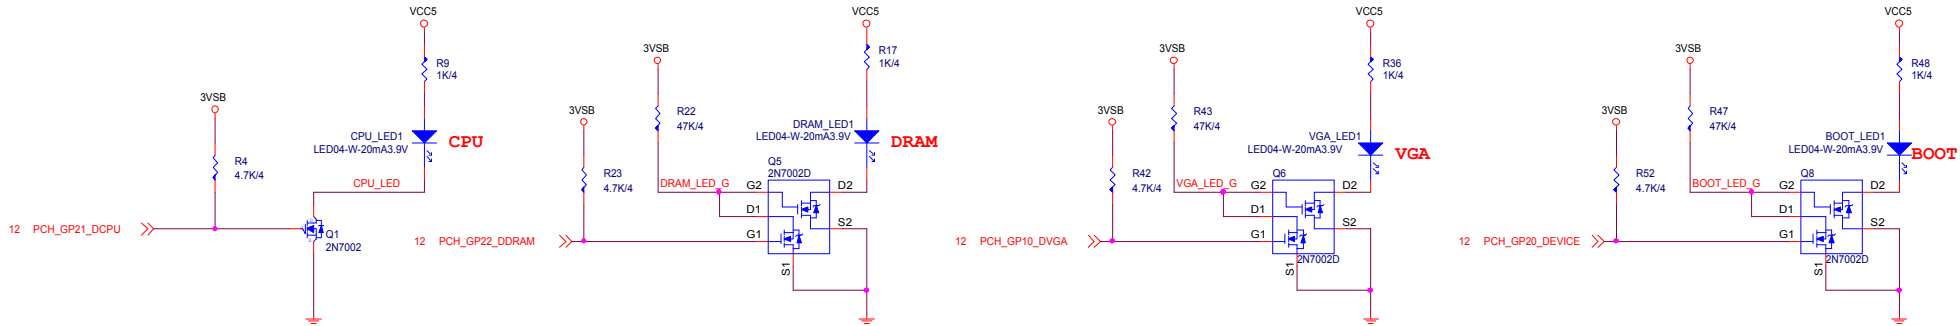 VCC5
R9
1K/4
3VSB
R4
4.7K/4
CPU_LED1
LED04-W-20mA3.9V
CPU
CPU_LED
12 PCH_GP21_DCPU
Q1
2N7002
VCC5
R17
1K/4
3VSB
R22
47K/4
3VSB
R23
4.7K/4
DRAM_LED1
LED04-W-20mA3.9V
DRAM
Q5
2N7002D
DRAM_LED_G
G2
D2
D1
S2
G1
S1
12 PCH_GP22_DDRAM
VCC5
R36
1K/4
3VSB
R43
47K/4
3VSB
R42
4.7K/4
VGA_LED1
LED04-W-20mA3.9V
VGA
Q6
VGA_LED_G
G2
D2
D1
S2
G1
S1
2N7002D
12 PCH_GP10_DVGA
VCC5
R48
1K/4
3VSB
R47
47K/4
3VSB
R52
4.7K/4
BOOT_LED1
LED04-W-20mA3.9V
BOOT
Q8
BOOT_LED_G
G2
D2
D1
S2
G1
S1
2N7002D
12 PCH_GP20_DEVICE